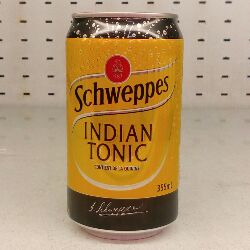 Schweppes
INDIAN
TONIC
355ml